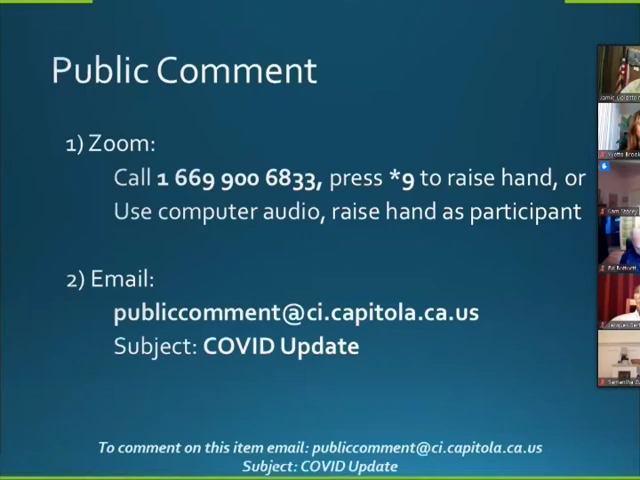 Public Comment
1) Zoom:
Call 1 669 900 6833, press *9 to raise hand, or
Use computer audio, raise hand as participant
2) Email:
publiccomment@ci.capitola.ca.us
Subject: COVID Update
To comment on this item email: publiccomment@ci.capitola.ca.us
Subject: COVID Update